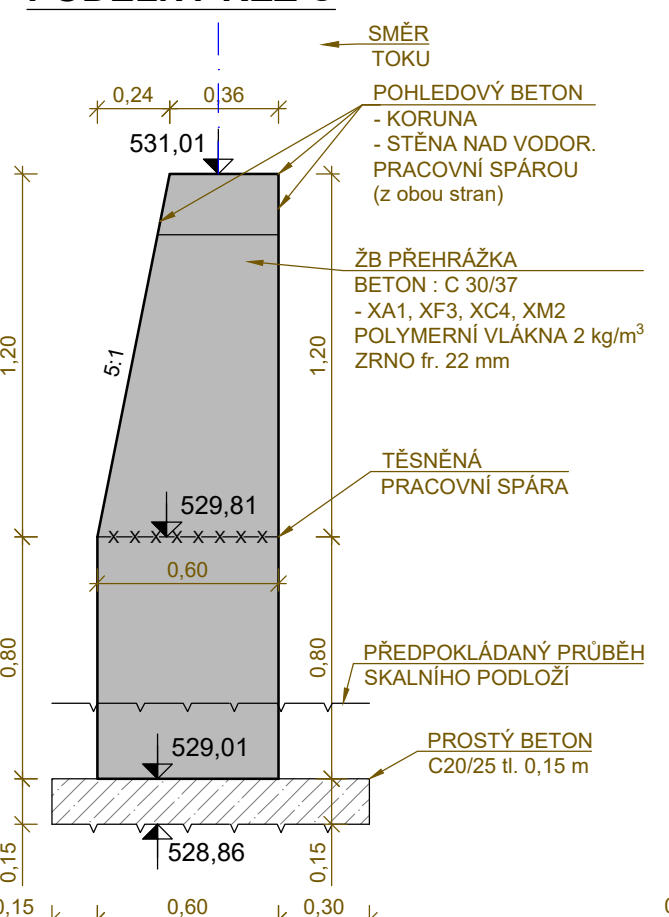 SMĚR
TOKU
0,24
0,36
POHLEDOVÝ BETON
- KORUNA
- STĚNA NAD VODOR.
PRACOVNÍ SPÁROU
(z obou stran)
531,01
ŽB PŘEHRÁŽKA
BETON : C 30/37
- XA1, XF3, XC4, XM2
POLYMERNÍ VLÁKNA 2 kg/m³
ZRNO fr. 22 mm
1,20
5:1
1,20
TĚSNĚNÁ
PRACOVNÍ SPÁRA
529,81
X X X X X X X X
0,60
0,80
0,80
PŘEDPOKLÁDANÝ PRŮBĚH
SKALNÍHO PODLOŽÍ
529,01
PROSTÝ BETON
C20/25 tl. 0,15 m
528,86
0,15
0,15
0,15
0,60
0,30